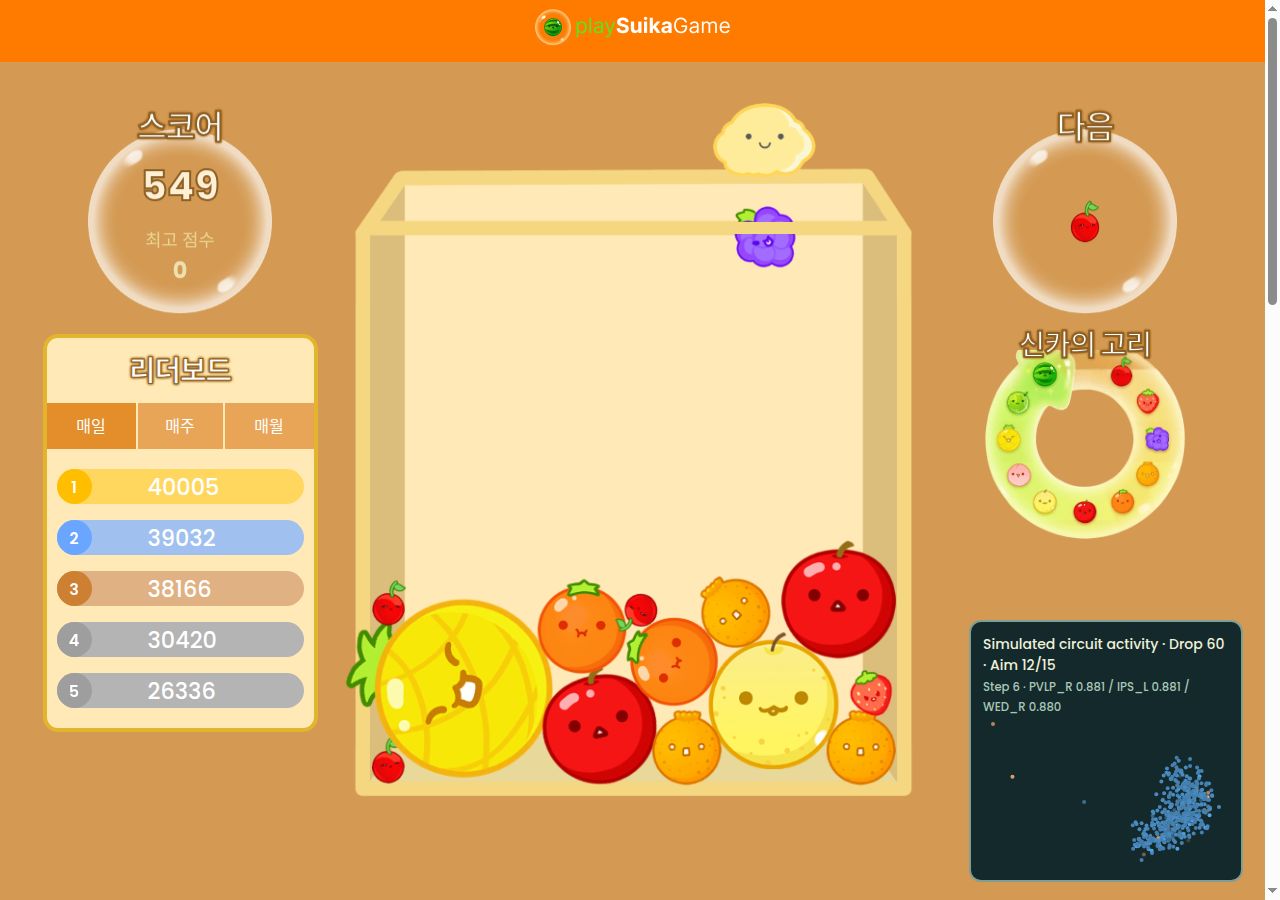 playSuikaGame
스코어
549
최고 점수
0
다음
신카의 고리
리더보드
매일 매주 매월
1 40005
2 39032
3 38166
4 30420
5 26336
Simulated circuit activity · Drop 60
· Aim 12/15
Step 6 · PVLP_R 0.881 / IPS_L 0.881 /
WED_R 0.880